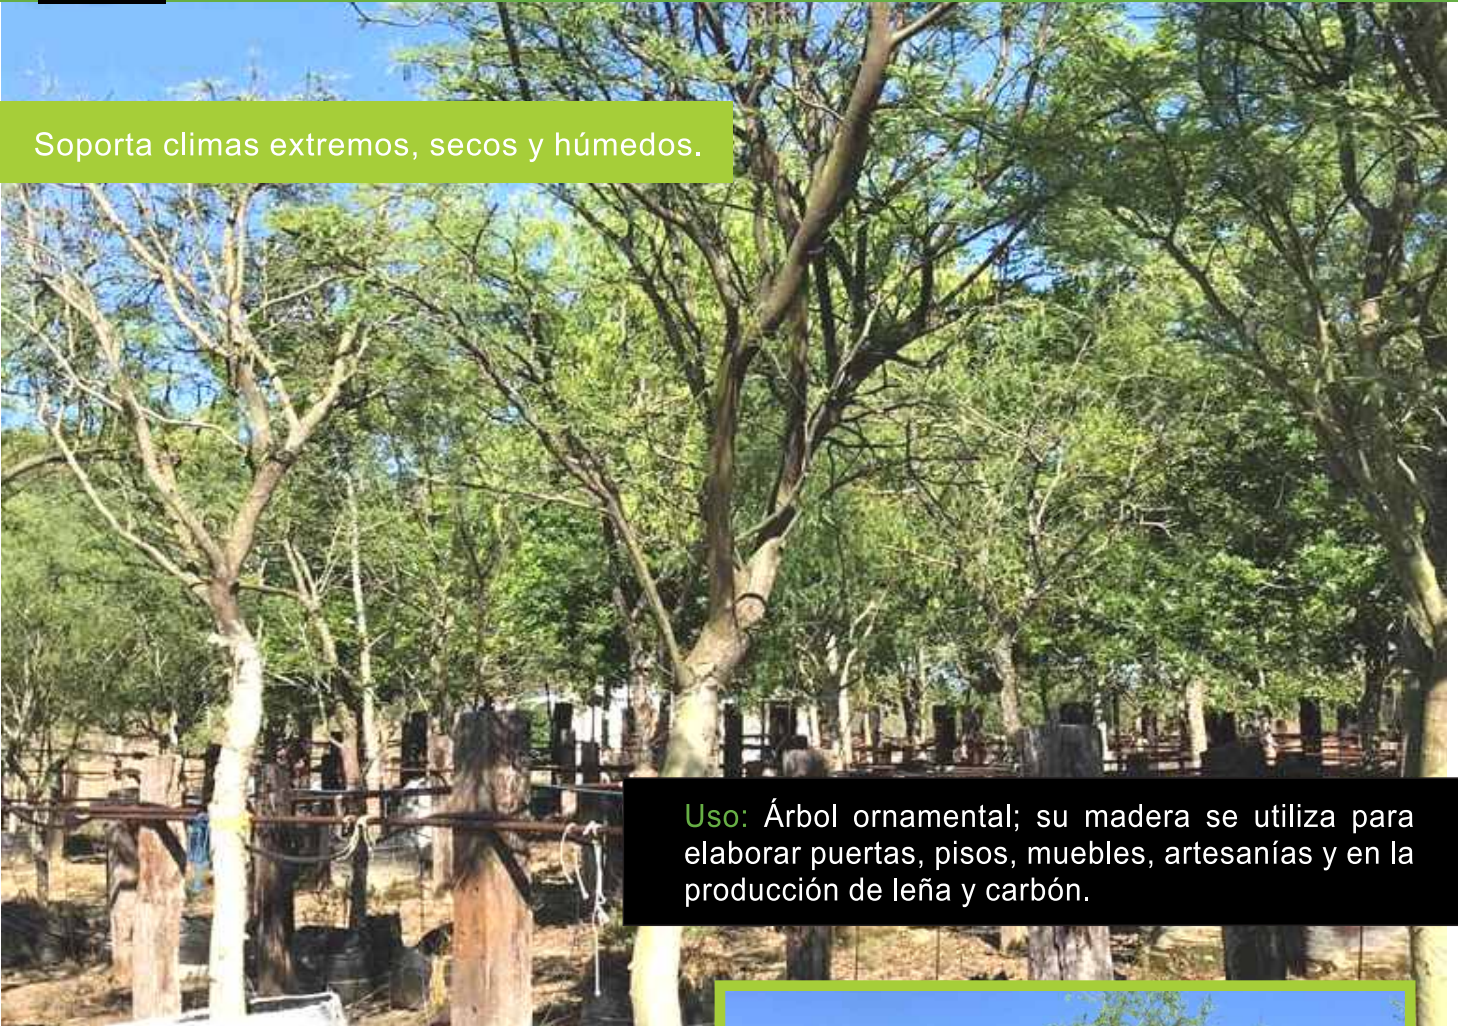 Soporta climas extremos, secos y húmedos.
Uso: Árbol ornamental; su madera se utiliza para
elaborar puertas, pisos, muebles, artesanías y en la
producción de leña y carbón.